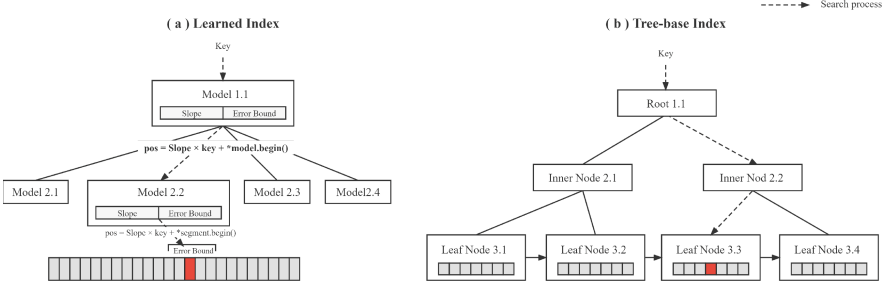 Search process
( a ) Learned Index
( b ) Tree-base Index
Key
Key
Model 1.1
Slope Error Bound
Root 1.1
pos = Slope × key + *model.begin()
Model 2.1
Model 2.2
Slope Error Bound
Model 2.3
Model2.4
Inner Node 2.1
Inner Nod 2.2
pos = Slope × key + *segment.begin()
Error Bound
Leaf Node 3.1
Leaf Node 3.2
Leaf Node 3.3
Leaf Node 3.4